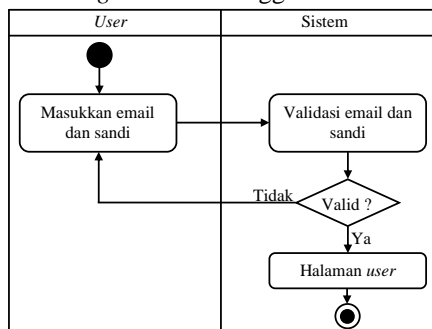 User
Sistem
Masukkan email
dan sandi
Validasi email dan
sandi
Tidak
Valid ?
Ya
Halaman user